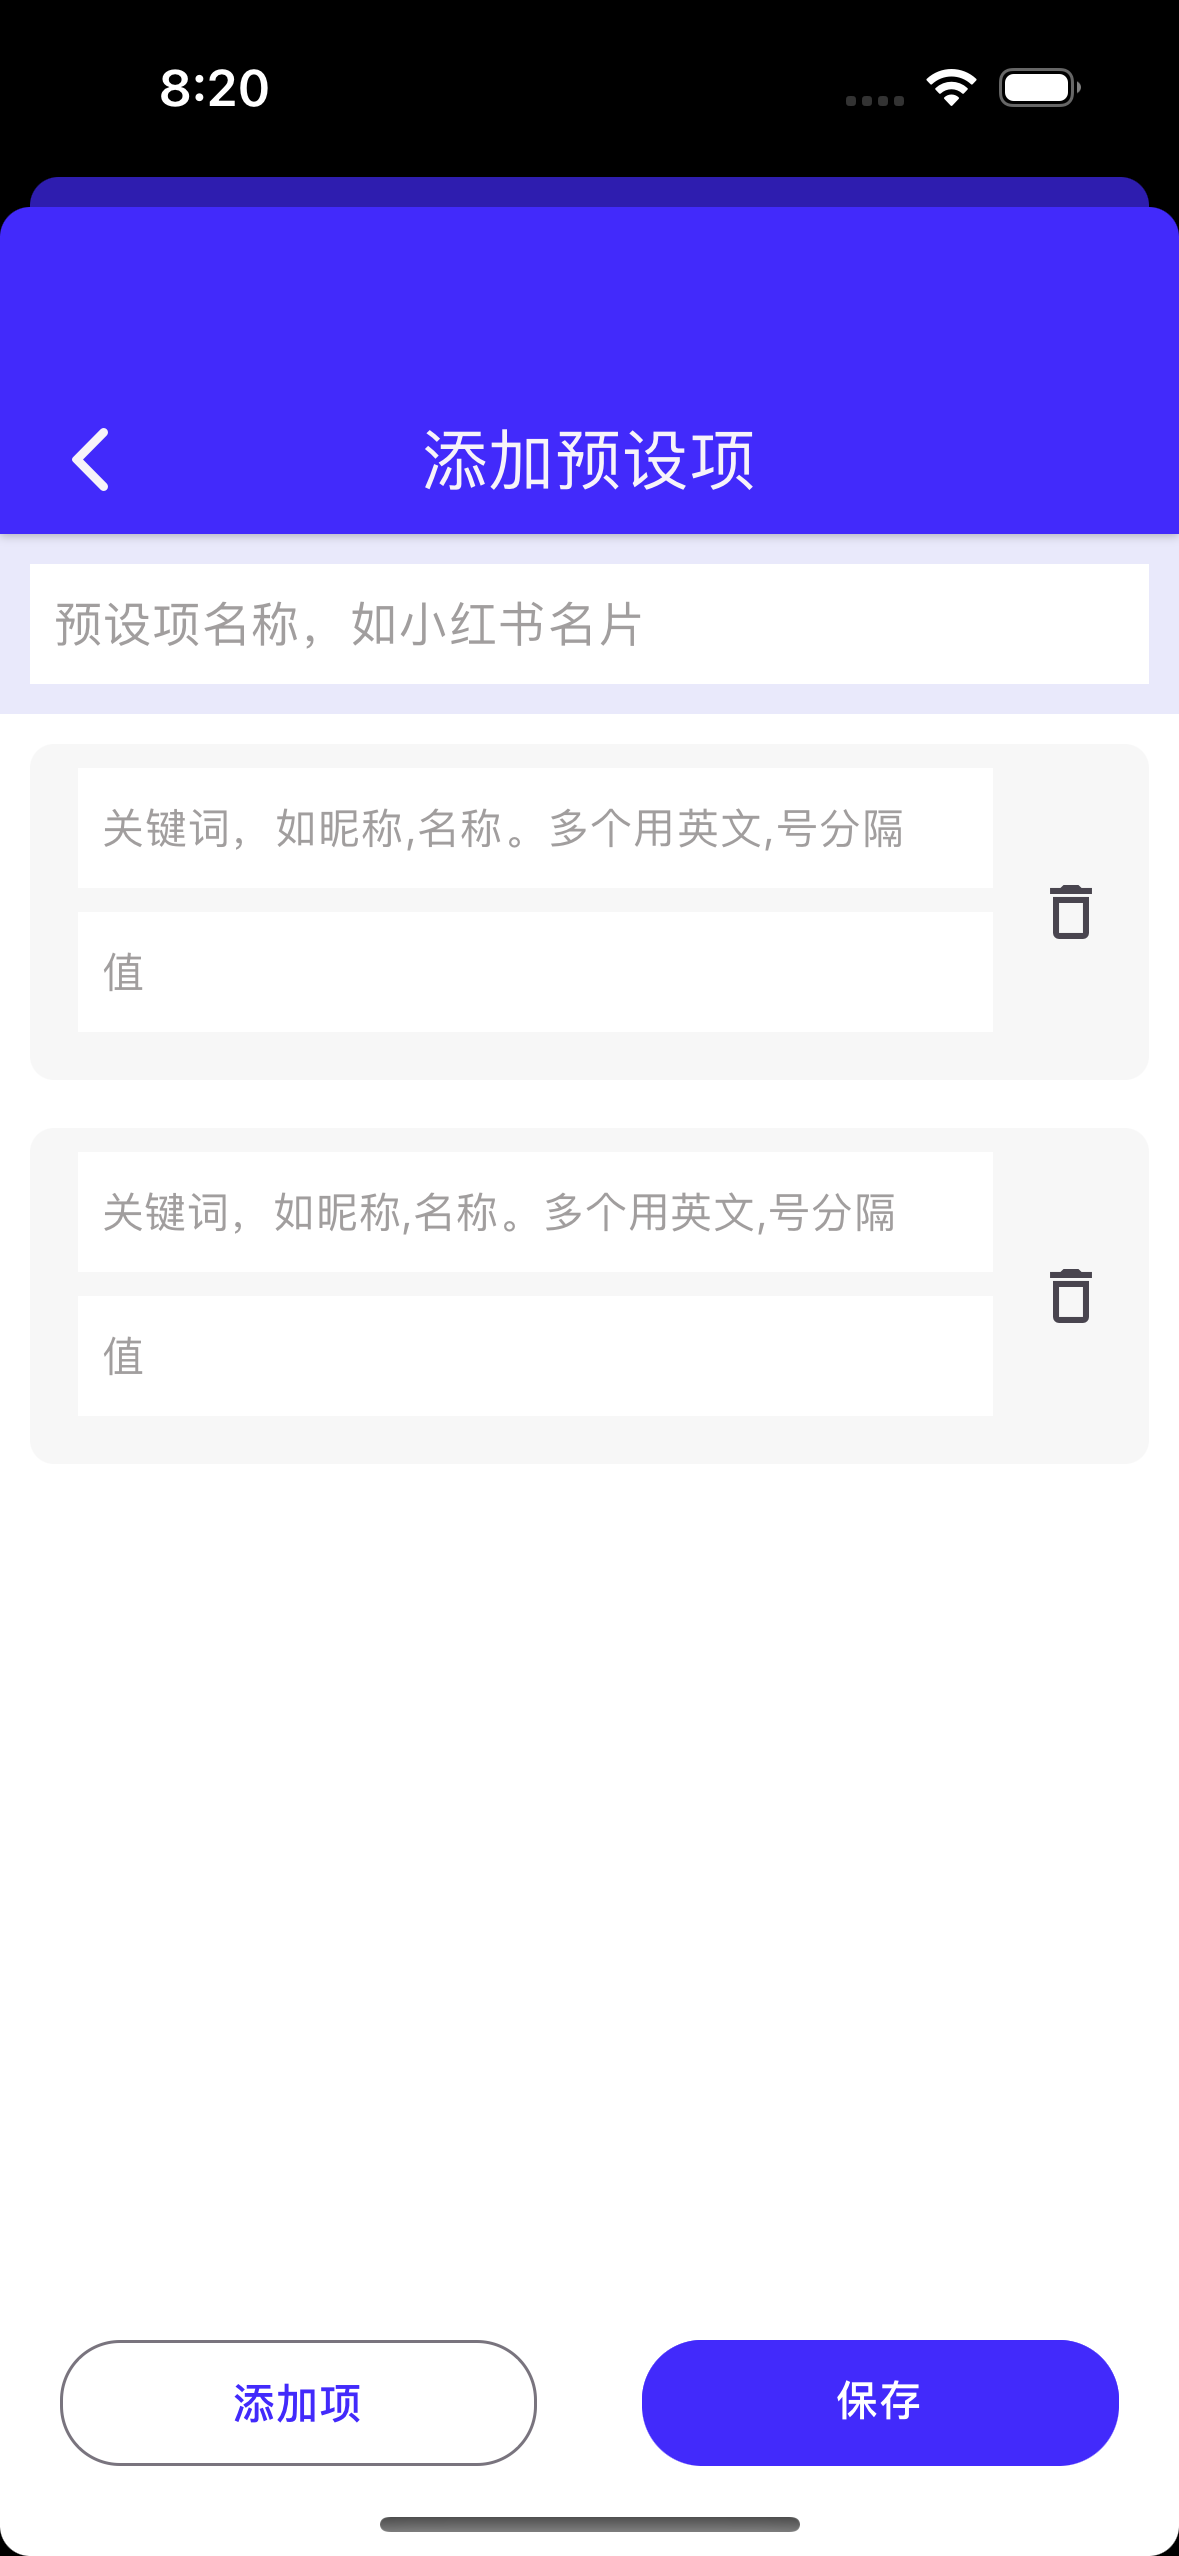 8:20
添加预设项
预设项名称，如小红书名片
关键词，如昵称,名称。多个用英文,号分隔
值
关键词，如昵称,名称。多个用英文,号分隔
值
添加项
保存